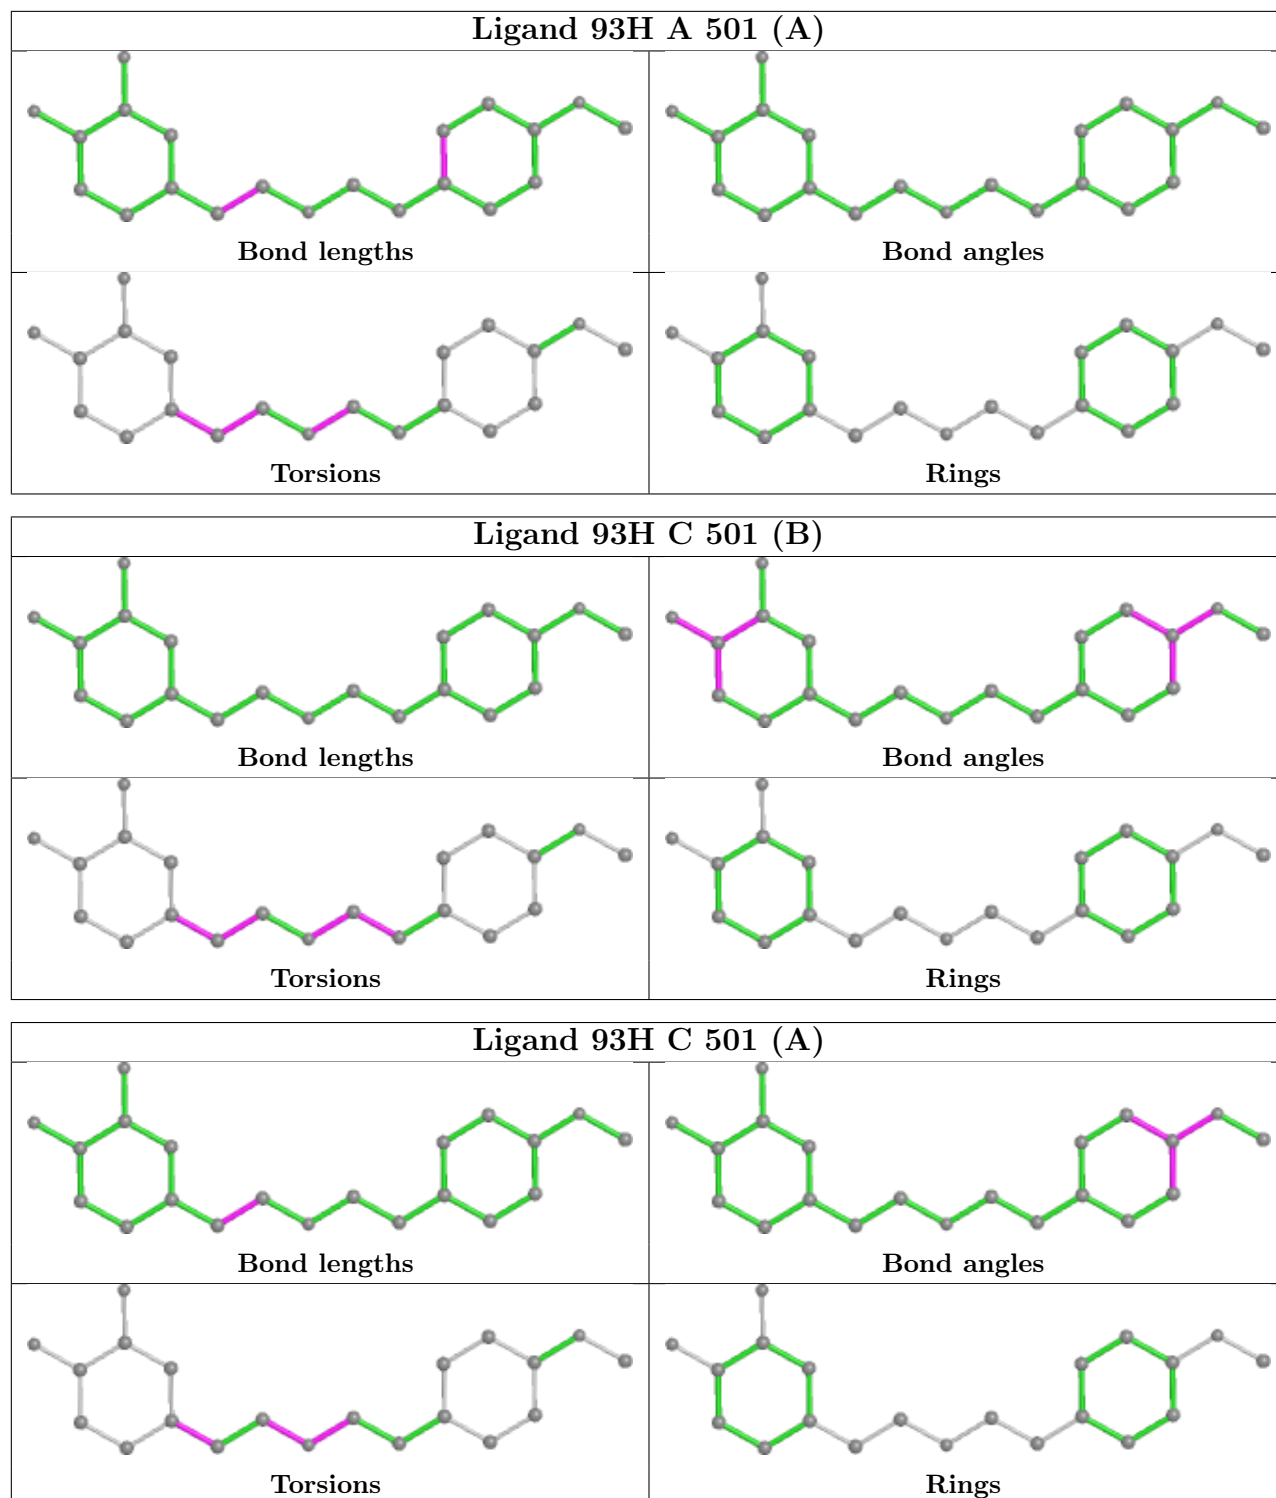 Ligand 93H A 501 (A)
Bond lengths
Bond angles
Torsions
Rings
Ligand 93H C 501 (B)
Bond lengths
Bond angles
Torsions
Rings
Ligand 93H C 501 (A)
Bond lengths
Bond angles
Torsions
Rings